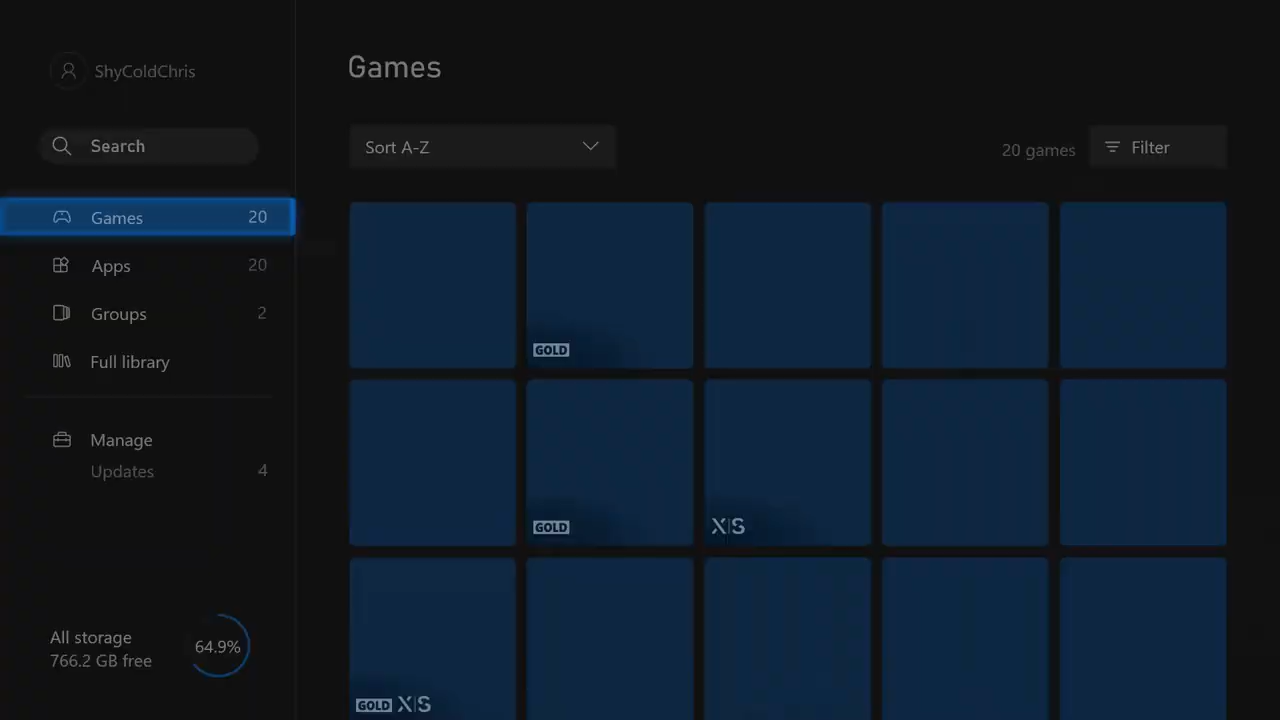 ShyColdChris
Search
Games 20
Apps 20
Groups 2
Full library
Manage
Updates 4
All storage
766.2 GB free
64.9%
Games
Sort A-Z
20 games
Filter
GOLD
GOLD
X|S
GOLD X|S